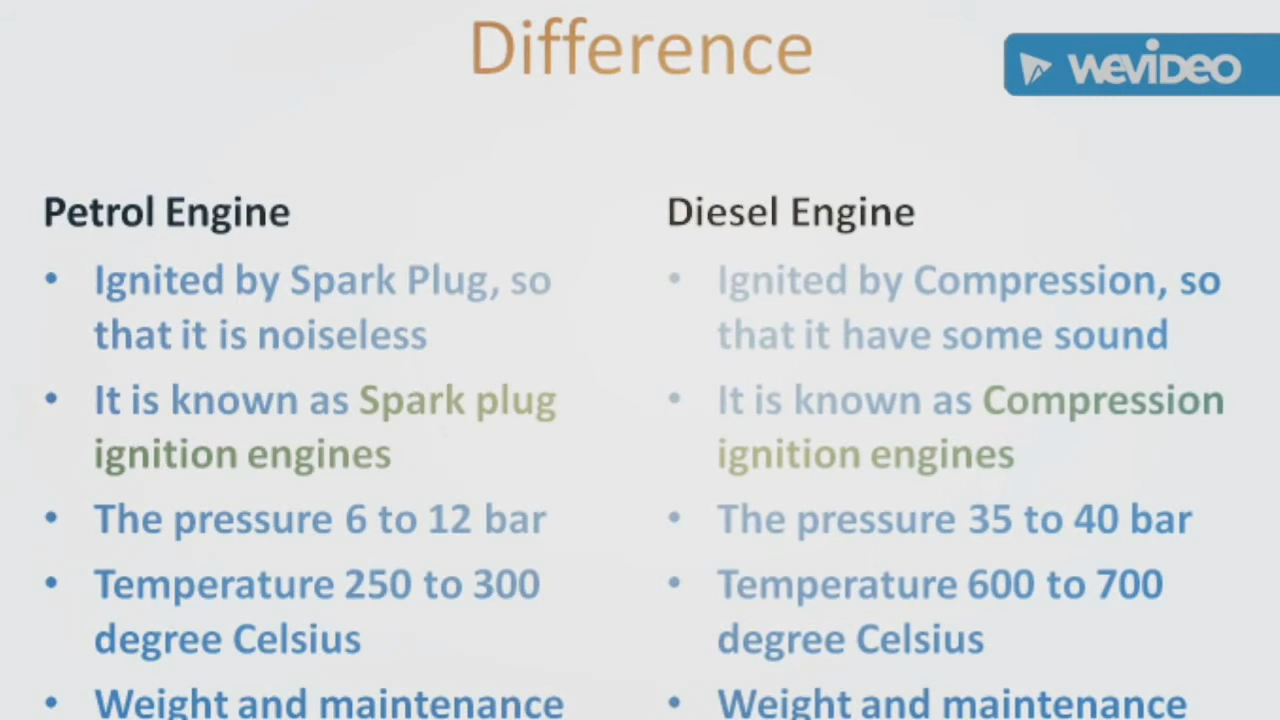 Difference
WEVIDEO
Petrol Engine
• Ignited by Spark Plug, so
that it is noiseless
• It is known as Spark plug
ignition engines
• The pressure 6 to 12 bar
• Temperature 250 to 300
degree Celsius
• Weight and maintenance
Diesel Engine
• Ignited by Compression, so
that it have some sound
• It is known as Compression
ignition engines
• The pressure 35 to 40 bar
• Temperature 600 to 700
degree Celsius
• Weight and maintenance